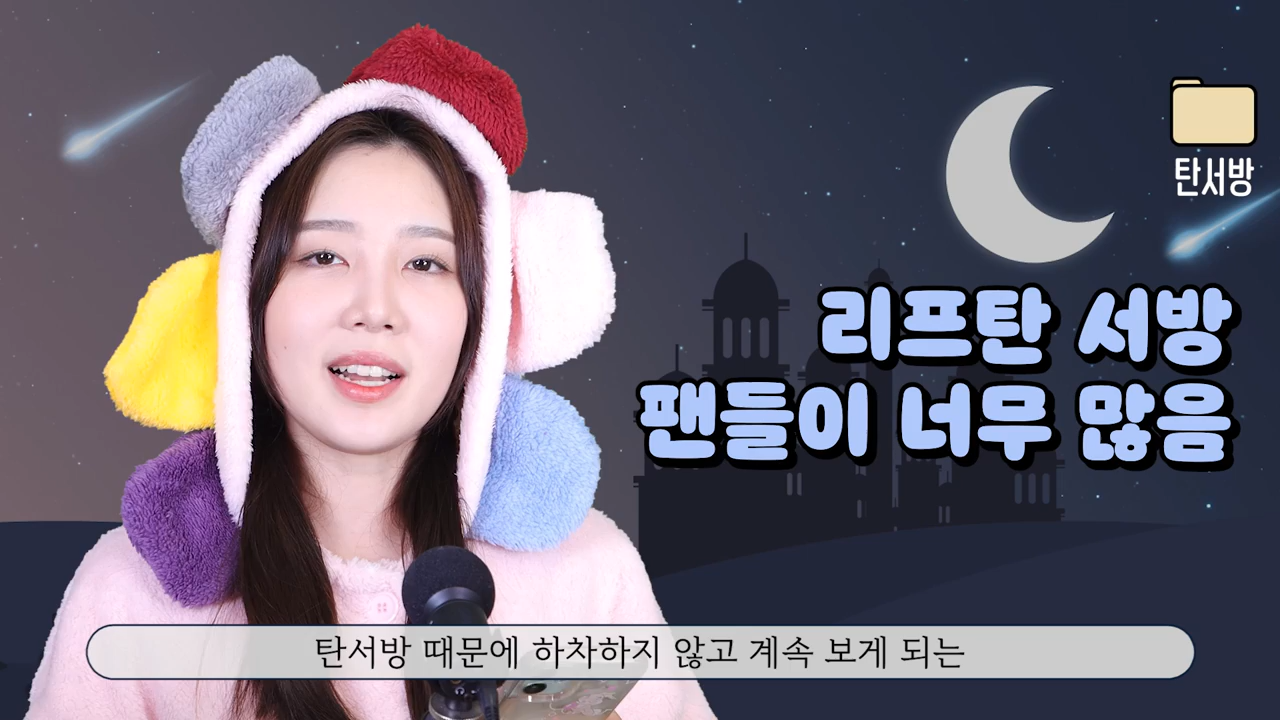 탄서방
리프탄 서방
팬들이 너무 많음
탄서방 때문에 하차하지 않고 계속 보게 되는